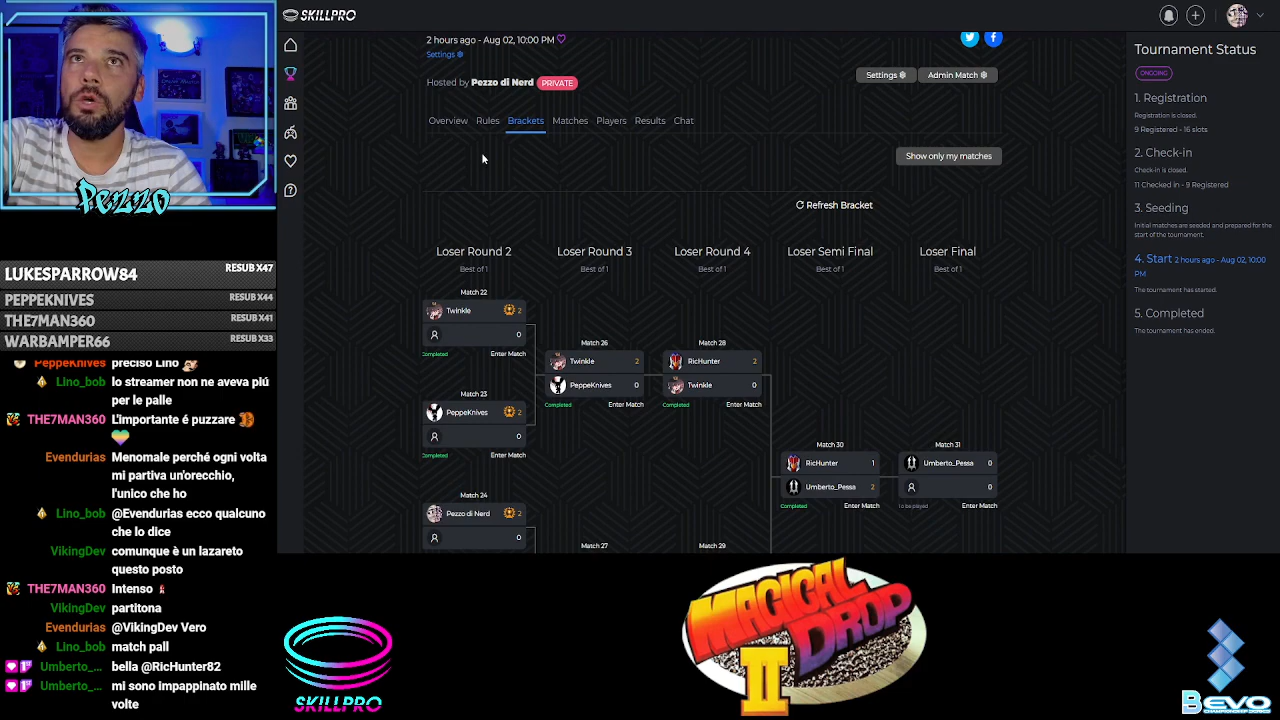 SKILLPRO
2 hours ago - Aug 02, 10:00 PM
Settings
Hosted by Pezzo di Nerd PRIVATE
Settings
Admin Match
Overview Rules Brackets Matches Players Results Chat
Show only my matches
Refresh Bracket
Loser Round 2
Best of 1
Loser Round 3
Best of 1
Loser Round 4
Best of 1
Loser Semi Final
Best of 1
Loser Final
Best of 1
Match 22
Twinkle 2
0
Completed Enter Match
Match 23
PeppeKnives 2
0
Completed Enter Match
Match 24
Pezzo di Nerd 2
0
Match 26
Twinkle 2
PeppeKnives 0
Completed Enter Match
Match 27
Match 28
RicHunter 2
Twinkle 0
Completed Enter Match
Match 29
Match 30
RicHunter 1
Umberto_Pessa 2
Completed Enter Match
Match 31
Umberto_Pessa 0
0
To be played Enter Match
Tournament Status
ONGOING
1. Registration
Registration is closed.
9 Registered - 16 slots
2. Check-in
Check-in is closed.
11 Checked in - 9 Registered
3. Seeding
Initial matches are seeded and prepared for the
start of the tournament.
4. Start 2 hours ago - Aug 02, 10:00
PM
The tournament has started.
5. Completed
The tournament has ended.
Pezzo
LUKESPARROW84 RESUB X47
PEPPEKNIVES RESUB X44
THE7MAN360 RESUB X41
WARBAMPER66 RESUB X33
PeppeKnives preciso Lino
Lino_bob lo streamer non ne aveva piú
per le palle
THE7MAN360 L'importante é puzzare
Evendurias Menomale perché ogni volta
mi partiva un'orecchio,
l'unico che ho
Lino_bob @Evendurias ecco qualcuno
che lo dice
VikingDev comunque è un lazareto
questo posto
THE7MAN360 Intenso
VikingDev partitona
Evendurias @VikingDev Vero
Lino_bob match pall
Umberto_... bella @RicHunter82
Umberto_... mi sono impappinato mille
volte
SKILLPRO
MAGICAL
DROP
II
BEVO
CHAMPIONSHIP SERIES